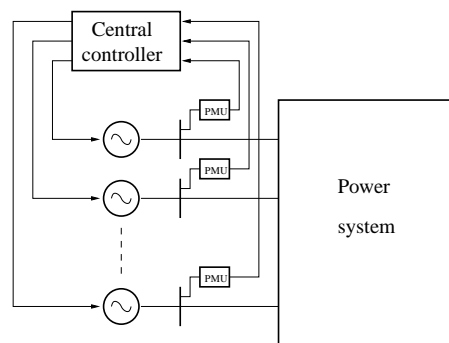 Central
controller
PMU
PMU
Power
system
PMU